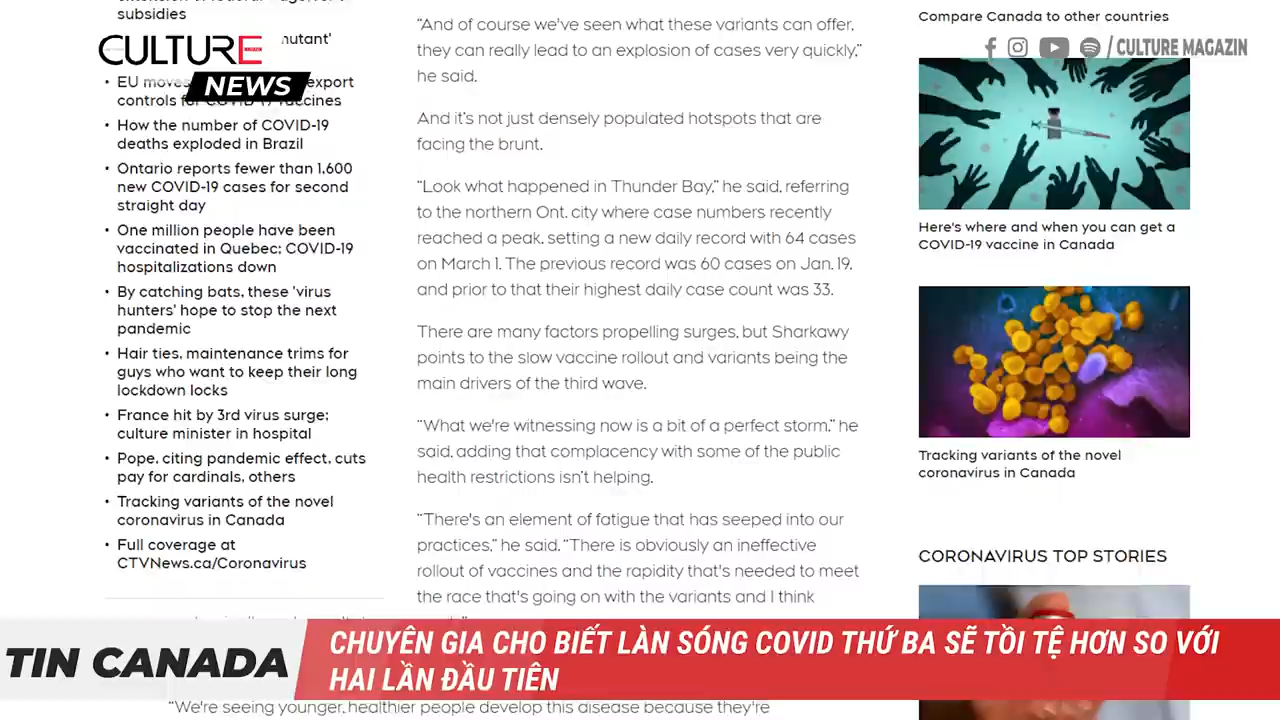 subsidies
mutant'
CULTURE
NEWS
EU moves export
controls for COVID-19 vaccines
How the number of COVID-19
deaths exploded in Brazil
Ontario reports fewer than 1,600
new COVID-19 cases for second
straight day
One million people have been
vaccinated in Quebec; COVID-19
hospitalizations down
By catching bats, these 'virus
hunters' hope to stop the next
pandemic
Hair ties, maintenance trims for
guys who want to keep their long
lockdown locks
France hit by 3rd virus surge;
culture minister in hospital
Pope, citing pandemic effect, cuts
pay for cardinals, others
Tracking variants of the novel
coronavirus in Canada
Full coverage at
CTVNews.ca/Coronavirus
“And of course we've seen what these variants can offer,
they can really lead to an explosion of cases very quickly,”
he said.
And it’s not just densely populated hotspots that are
facing the brunt.
“Look what happened in Thunder Bay,” he said, referring
to the northern Ont. city where case numbers recently
reached a peak, setting a new daily record with 64 cases
on March 1. The previous record was 60 cases on Jan. 19,
and prior to that their highest daily case count was 33.
There are many factors propelling surges, but Sharkawy
points to the slow vaccine rollout and variants being the
main drivers of the third wave.
“What we're witnessing now is a bit of a perfect storm,” he
said, adding that complacency with some of the public
health restrictions isn’t helping.
“There's an element of fatigue that has seeped into our
practices,” he said. “There is obviously an ineffective
rollout of vaccines and the rapidity that's needed to meet
the race that's going on with the variants and I think
“We're seeing younger, healthier people develop this disease because they're
Compare Canada to other countries
/ CULTURE MAGAZIN
Here's where and when you can get a
COVID-19 vaccine in Canada
Tracking variants of the novel
coronavirus in Canada
CORONAVIRUS TOP STORIES
TIN CANADA
CHUYÊN GIA CHO BIẾT LÀN SÓNG COVID THỨ BA SẼ TỒI TỆ HƠN SO VỚI
HAI LẦN ĐẦU TIÊN